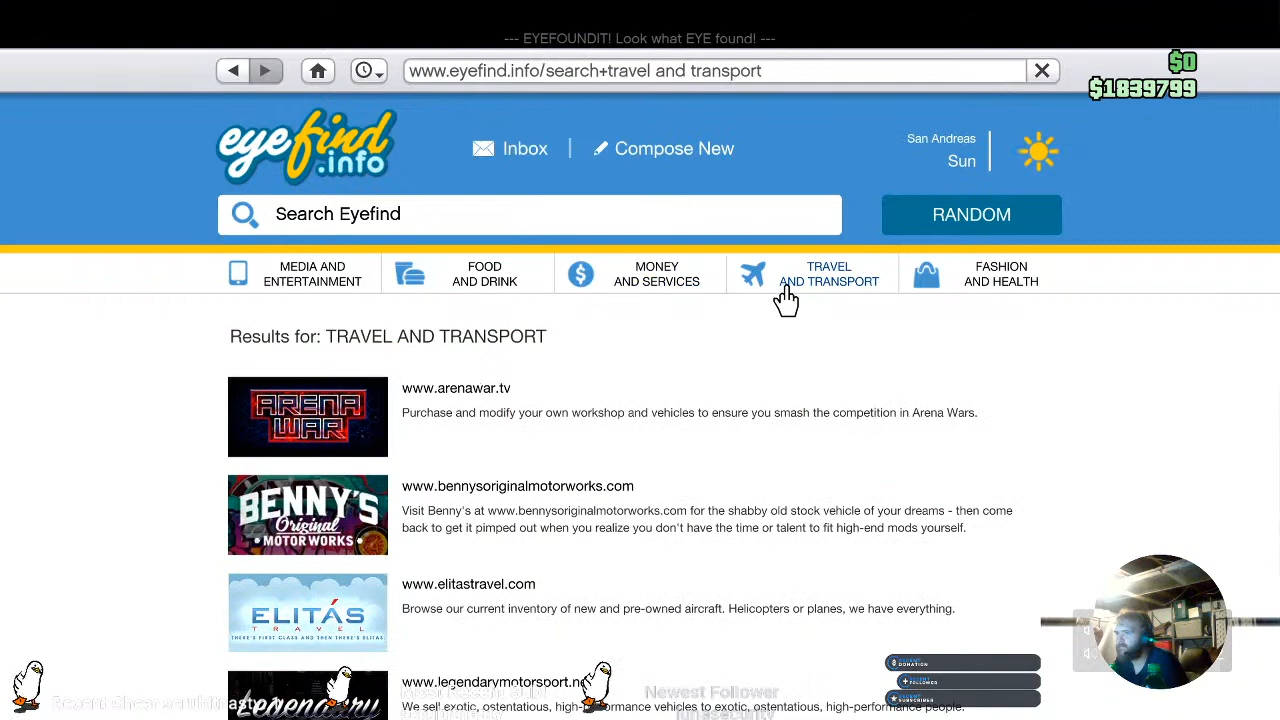 --- EYEFOUNDIT! Look what EYE found! ---
www.eyefind.info/search+travel and transport
$0
$1839799
eyefind
.info
Inbox
Compose New
San Andreas
Sun
Search Eyefind
RANDOM
MEDIA AND
ENTERTAINMENT
FOOD
AND DRINK
MONEY
AND SERVICES
TRAVEL
AND TRANSPORT
FASHION
AND HEALTH
Results for: TRAVEL AND TRANSPORT
ARENA
WAR
www.arenawar.tv
Purchase and modify your own workshop and vehicles to ensure you smash the competition in Arena Wars.
BENNY'S
Original
MOTOR WORKS
www.bennysoriginalmotorworks.com
Visit Benny's at www.bennysoriginalmotorworks.com for the shabby old stock vehicle of your dreams - then come
back to get it pimped out when you realize you don't have the time or talent to fit high-end mods yourself.
ELITÁS
TRAVEL
THERE'S FIRST CLASS AND THEN THERE'S ELITAS
www.elitastravel.com
Browse our current inventory of new and pre-owned aircraft. Helicopters or planes, we have everything.
Legendary
www.legendarymotorsport.net
We sell exotic, ostentatious, high-performance vehicles to exotic, ostentatious, high-performance people.
Recent Cheer
Newest Follower
lunasecurity
DONATION
FOLLOWER
SUBSCRIBER